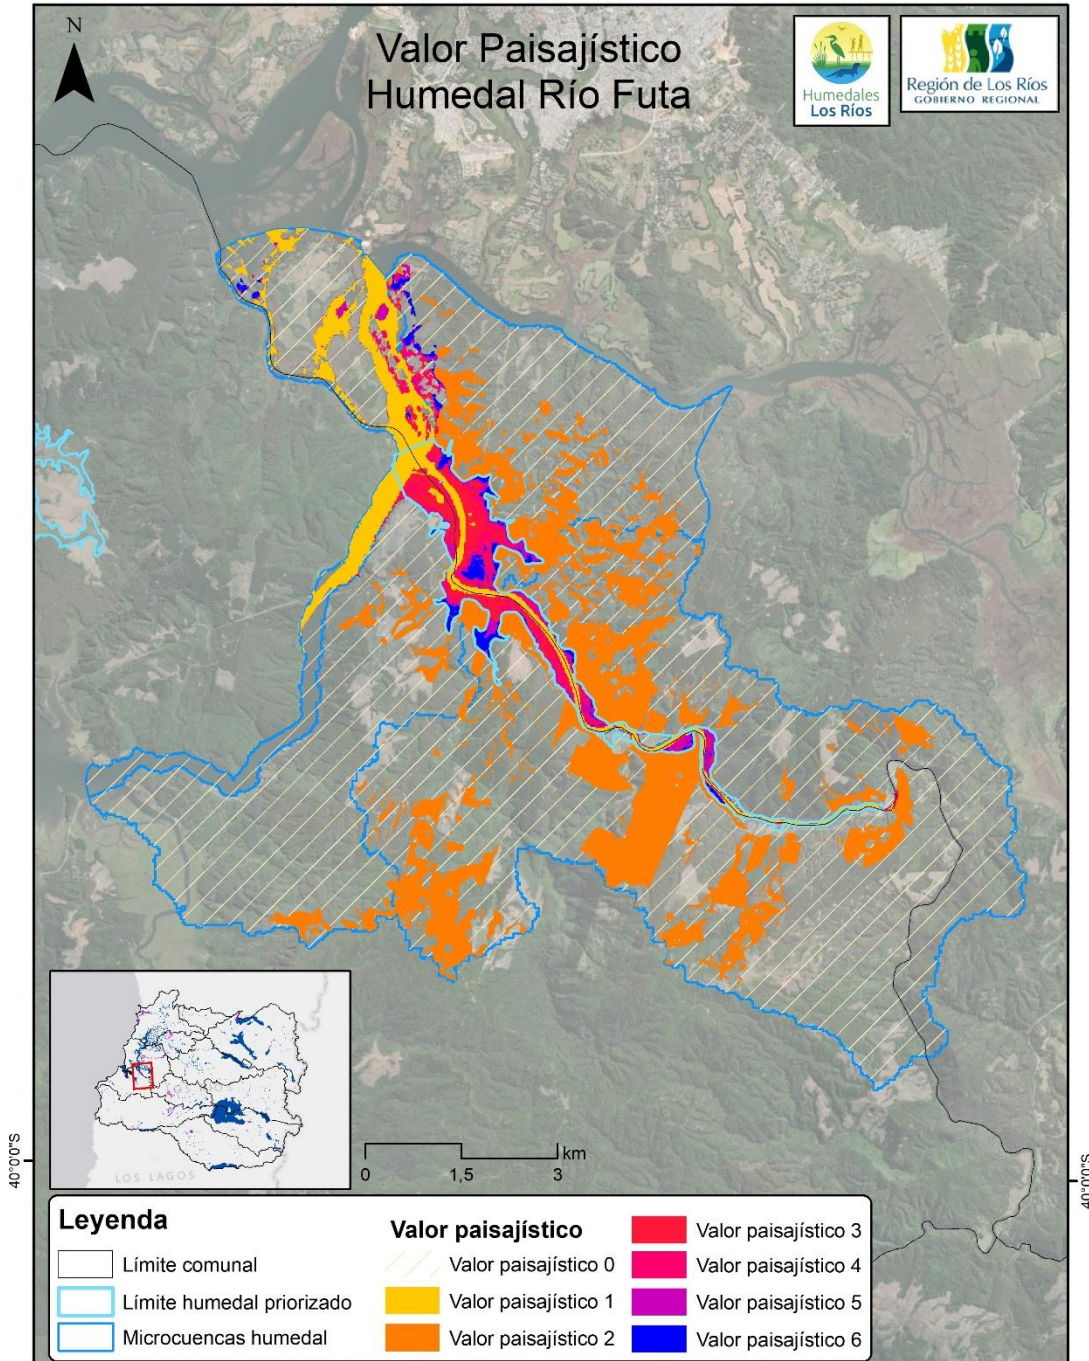 N
Valor Paisajístico
Humedal Río Futa
Humedales
Los Ríos
Región de Los Ríos
GOBIERNO REGIONAL
40°0'0"S
40°0'0"S
LOS LAGOS
km
0
1,5
3
Leyenda
Límite comunal
Límite humedal priorizado
Microcuencas humedal
Valor paisajístico
Valor paisajístico 0
Valor paisajístico 1
Valor paisajístico 2
Valor paisajístico 3
Valor paisajístico 4
Valor paisajístico 5
Valor paisajístico 6